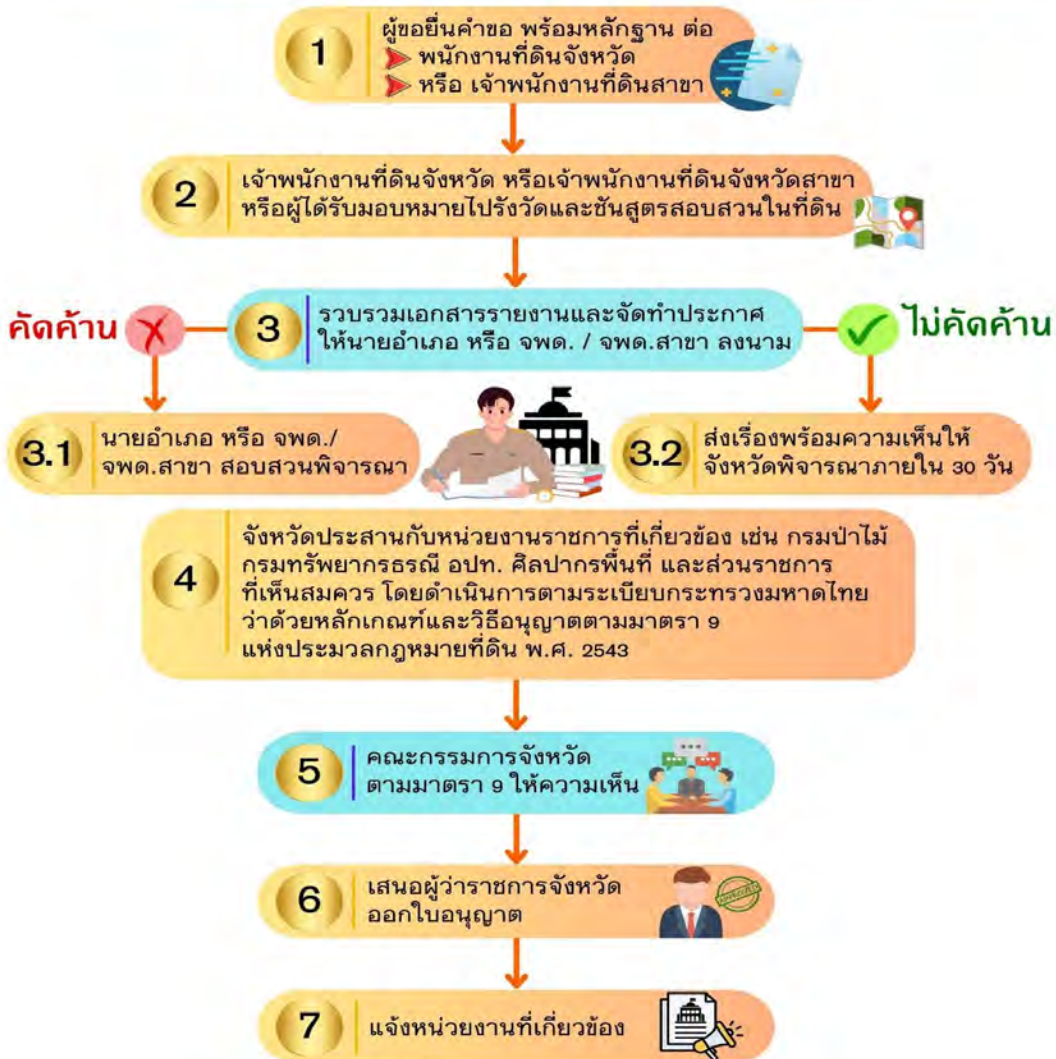 1
ผู้ขอยื่นคำขอ พร้อมหลักฐาน ต่อ
พนักงานที่ดินจังหวัด
หรือ เจ้าพนักงานที่ดินสาขา
2
เจ้าพนักงานที่ดินจังหวัด หรือเจ้าพนักงานที่ดินจังหวัดสาขา
หรือผู้ได้รับมอบหมายไปรังวัดและชันสูตรสอบสวนในที่ดิน
คัดค้าน
3
รวบรวมเอกสารรายงานและจัดทำประกาศ
ให้นายอำเภอ หรือ จพด. / จพด.สาขา ลงนาม
ไม่คัดค้าน
3.1
นายอำเภอ หรือ จพด./
จพด.สาขา สอบสวนพิจารณา
3.2
ส่งเรื่องพร้อมความเห็นให้
จังหวัดพิจารณาภายใน 30 วัน
4
จังหวัดประสานกับหน่วยงานราชการที่เกี่ยวข้อง เช่น กรมป่าไม้
กรมทรัพยากรธรณี อปท. ศิลปากรพื้นที่ และส่วนราชการ
ที่เห็นสมควร โดยดำเนินการตามระเบียบกระทรวงมหาดไทย
ว่าด้วยหลักเกณฑ์และวิธีอนุญาตตามมาตรา 9
แห่งประมวลกฎหมายที่ดิน พ.ศ. 2543
5
คณะกรรมการจังหวัด
ตามมาตรา 9 ให้ความเห็น
6
เสนอผู้ว่าราชการจังหวัด
ออกใบอนุญาต
7
แจ้งหน่วยงานที่เกี่ยวข้อง